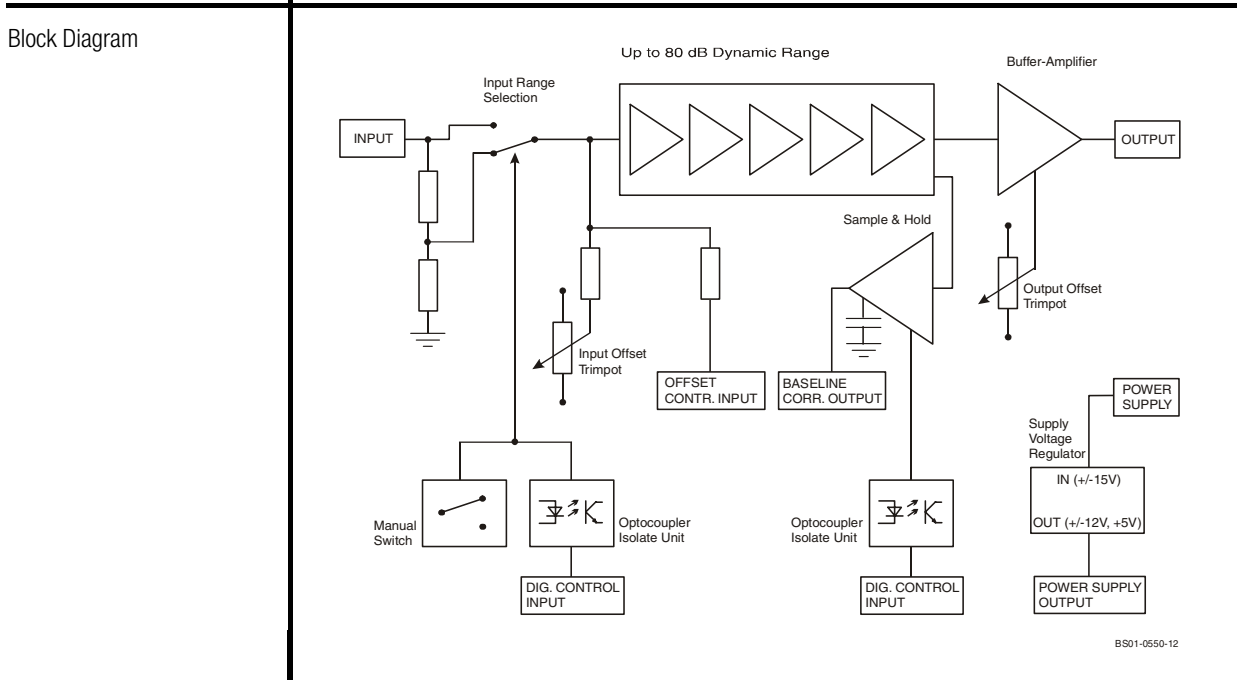 Block Diagram
Up to 80 dB Dynamic Range
Buffer-Amplifier
Input Range
Selection
INPUT
OUTPUT
Sample & Hold
Output Offset
Trimpot
Input Offset
Trimpot
OFFSET
CONTR. INPUT
BASELINE
CORR. OUTPUT
POWER
SUPPLY
Supply
Voltage
Regulator
IN (+/-15V)
OUT (+/-12V, +5V)
Manual
Switch
Optocoupler
Isolate Unit
Optocoupler
Isolate Unit
DIG. CONTROL
INPUT
DIG. CONTROL
INPUT
POWER SUPPLY
OUTPUT
BS01-0550-12